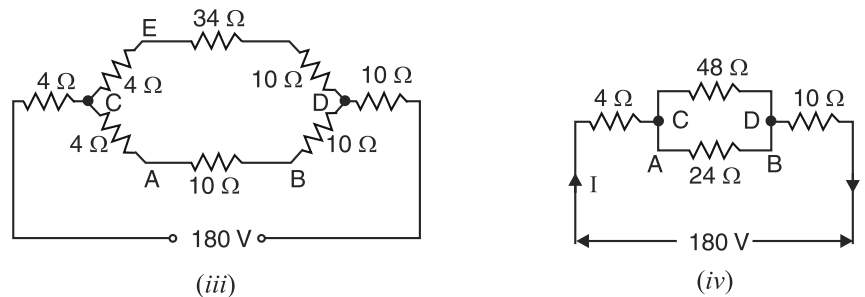 E 34 Ω
4 Ω 4 Ω C D 10 Ω 10 Ω
4 Ω A 10 Ω B 10 Ω
180 V
(iii)
48 Ω
4 Ω C D 10 Ω
A 24 Ω B
I
180 V
(iv)